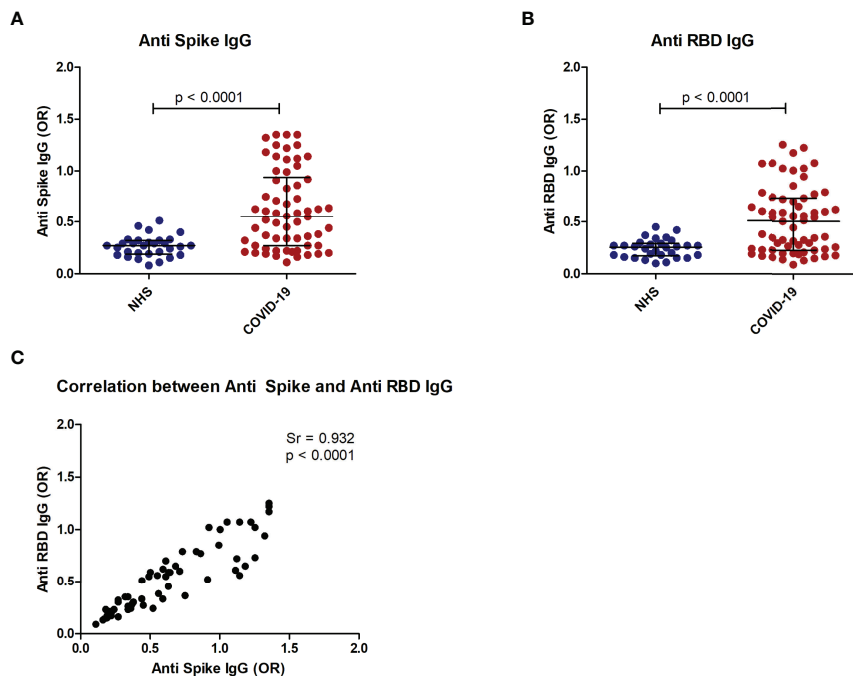 A
Anti Spike IgG
2.0
1.5
1.0
0.5
0.0
Anti Spike IgG (OR)
p < 0.0001
NHS
COVID-19
B
Anti RBD IgG
2.0
1.5
1.0
0.5
0.0
Anti RBD IgG (OR)
p < 0.0001
NHS
COVID-19
C
Correlation between Anti Spike and Anti RBD IgG
2.0
1.5
1.0
0.5
0.0
Anti RBD IgG (OR)
Sr = 0.932
p < 0.0001
0.0 0.5 1.0 1.5 2.0
Anti Spike IgG (OR)